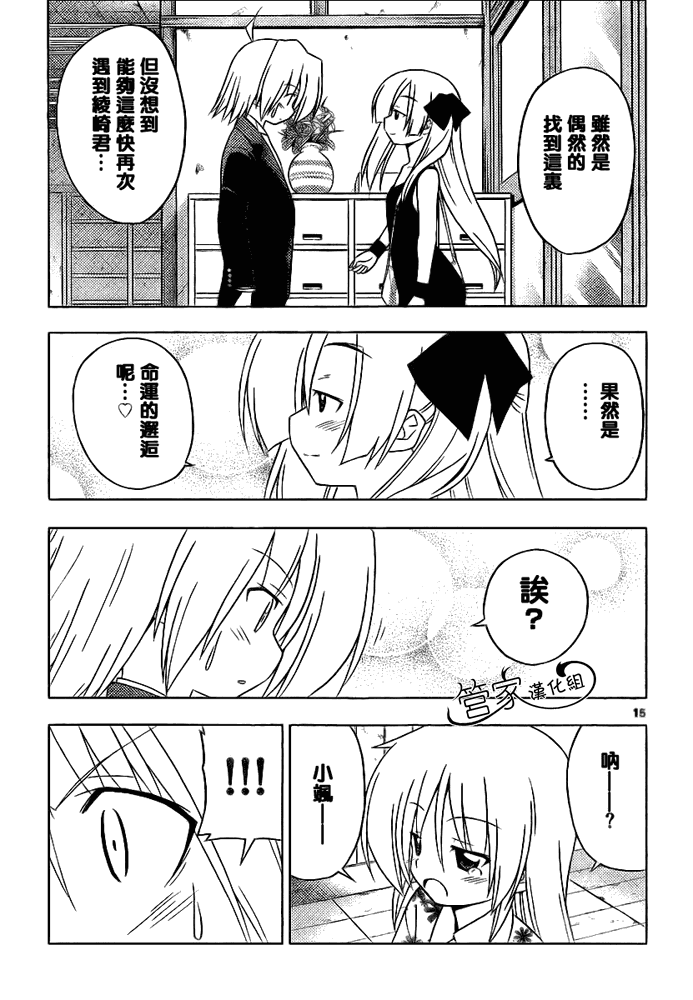 雖然是
偶然的
找到這裏
但沒想到
能夠這麼快再次
遇到綾崎君…
果然是
……
命運的邂逅
呢…♡
誒?
管家漢化組
15
吶——?
小颯——
!!!